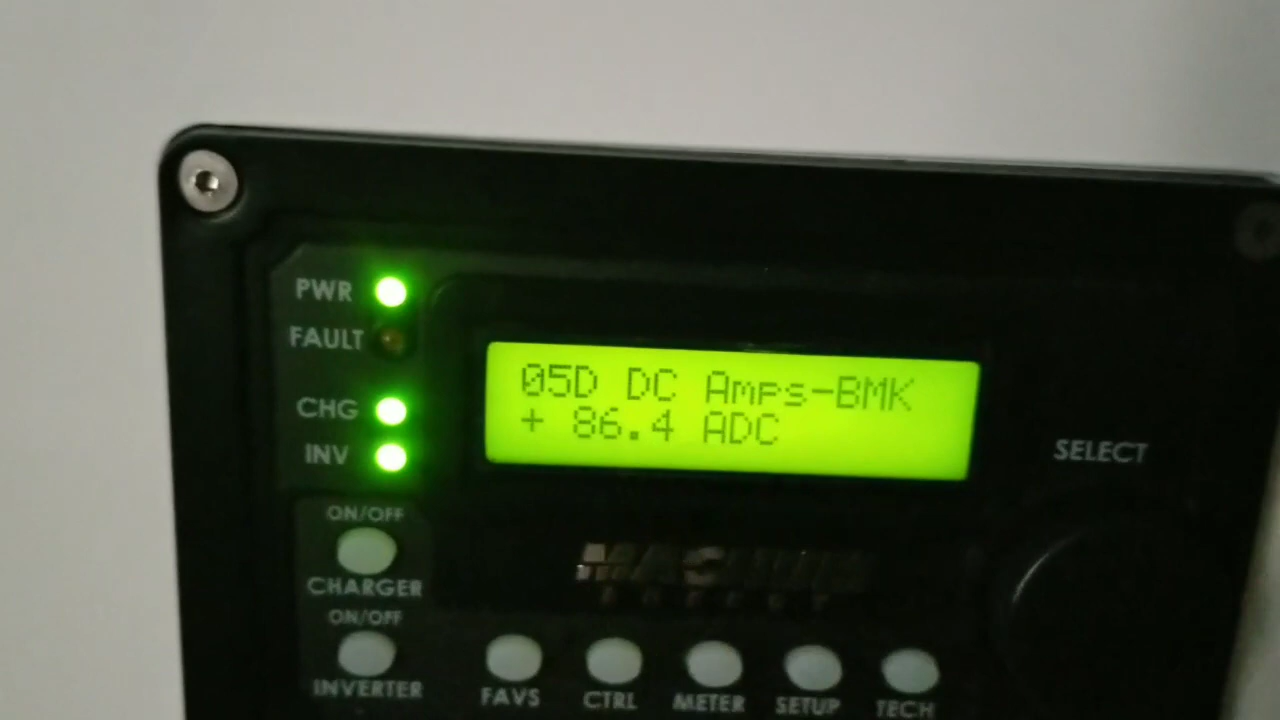 PWR
FAULT
CHG
INV
05D DC Amps-BMK
+ 86.4 ADC
SELECT
ON/OFF
CHARGER
ON/OFF
INVERTER
FAVS
CTRL
METER
SETUP
TECH